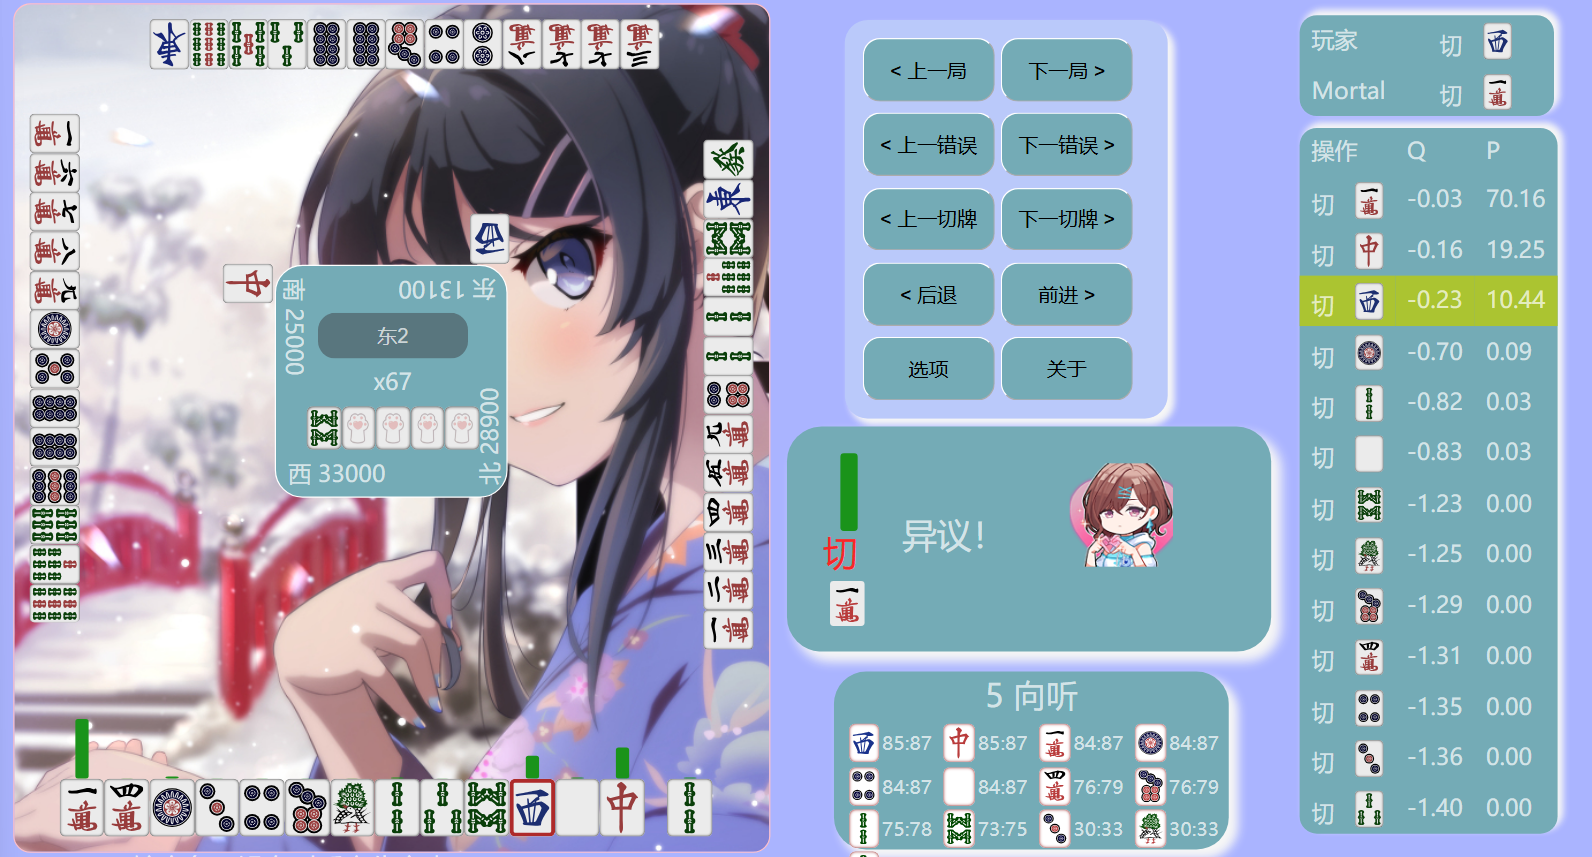 < 上一局
下一局 >
< 上一错误
下一错误 >
< 上一切牌
下一切牌 >
< 后退
前进 >
选项
关于
东 13100
南 25000
东2
x67
北 28900
西 33000
切
异议！
5 向听
85:87
85:87
84:87
84:87
84:87
84:87
76:79
76:79
75:78
73:75
30:33
30:33
玩家 切
Mortal 切
操作 Q P
切 -0.03 70.16
切 -0.16 19.25
切 -0.23 10.44
切 -0.70 0.09
切 -0.82 0.03
切 -0.83 0.03
切 -1.23 0.00
切 -1.25 0.00
切 -1.29 0.00
切 -1.31 0.00
切 -1.35 0.00
切 -1.36 0.00
切 -1.40 0.00